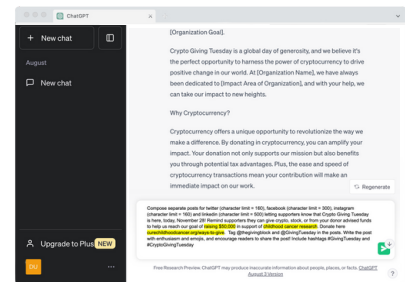 ChatGPT
+ New chat
August
New chat
Upgrade to Plus NEW
DU
[Organization Goal].
Crypto Giving Tuesday is a global day of generosity, and we believe it's
the perfect opportunity to harness the power of cryptocurrency to drive
positive change in our world. At [Organization Name], we have always
been dedicated to [Impact Area of Organization], and with your help, we
can take our impact to new heights.
Why Cryptocurrency?
Cryptocurrency offers a unique opportunity to revolutionize the way we
make a difference. By donating in cryptocurrency, you can amplify your
impact. Your donation not only supports our mission but also benefits
you through potential tax advantages. Plus, the ease and speed of
cryptocurrency transactions mean your contribution will make an
immediate impact on our work.
Regenerate
Compose separate posts for twitter (character limit = 160), facebook (character limit = 300), instagram
(character limit = 160) and linkedin (character limit = 500) letting supporters know that Crypto Giving Tuesday
is here, today, November 28! Remind supporters they can give crypto, stock, or from your donor advised funds
to help us reach our goal of raising $50,000 in support of childhood cancer research. Donate here
curechildhoodcancer.org/ways-to-give. Tag @thegivingblock and @GivingTuesday in the posts. Write the post
with enthusiasm and emojis, and encourage readers to share the post! Include hashtags #GivingTuesday and
#CryptoGivingTuesday
Free Research Preview. ChatGPT may produce inaccurate information about people, places, or facts. ChatGPT
August 3 Version